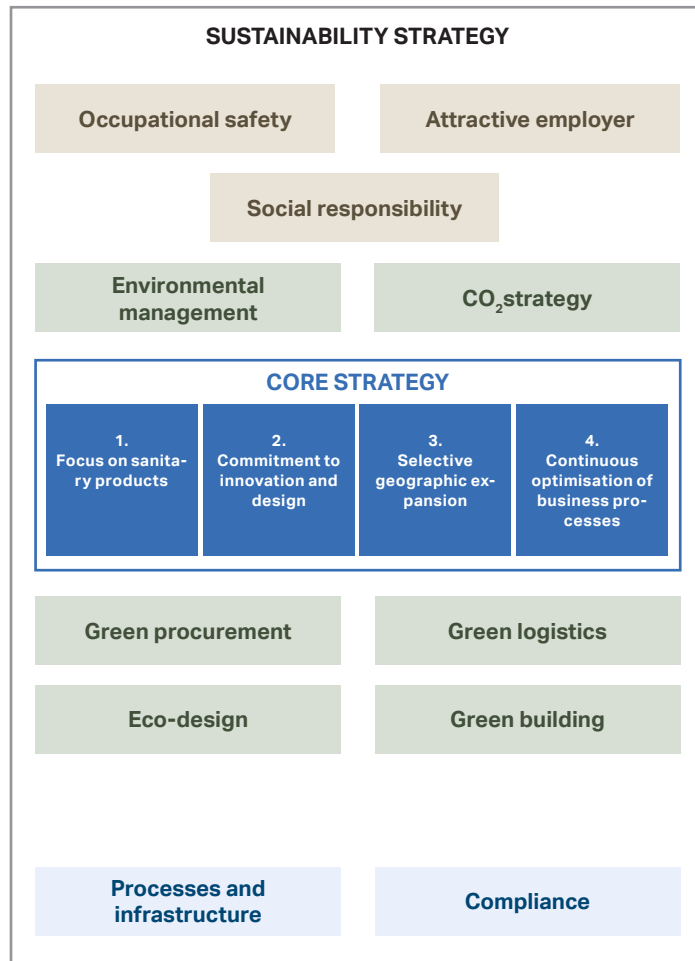 SUSTAINABILITY STRATEGY
Occupational safety
Attractive employer
Social responsibility
Environmental
management
CO₂strategy
CORE STRATEGY
1.
Focus on sanita-
ry products
2.
Commitment to
innovation and
design
3.
Selective
geographic ex-
pansion
4.
Continuous
optimisation of
business pro-
cesses
Green procurement
Green logistics
Eco-design
Green building
Processes and
infrastructure
Compliance